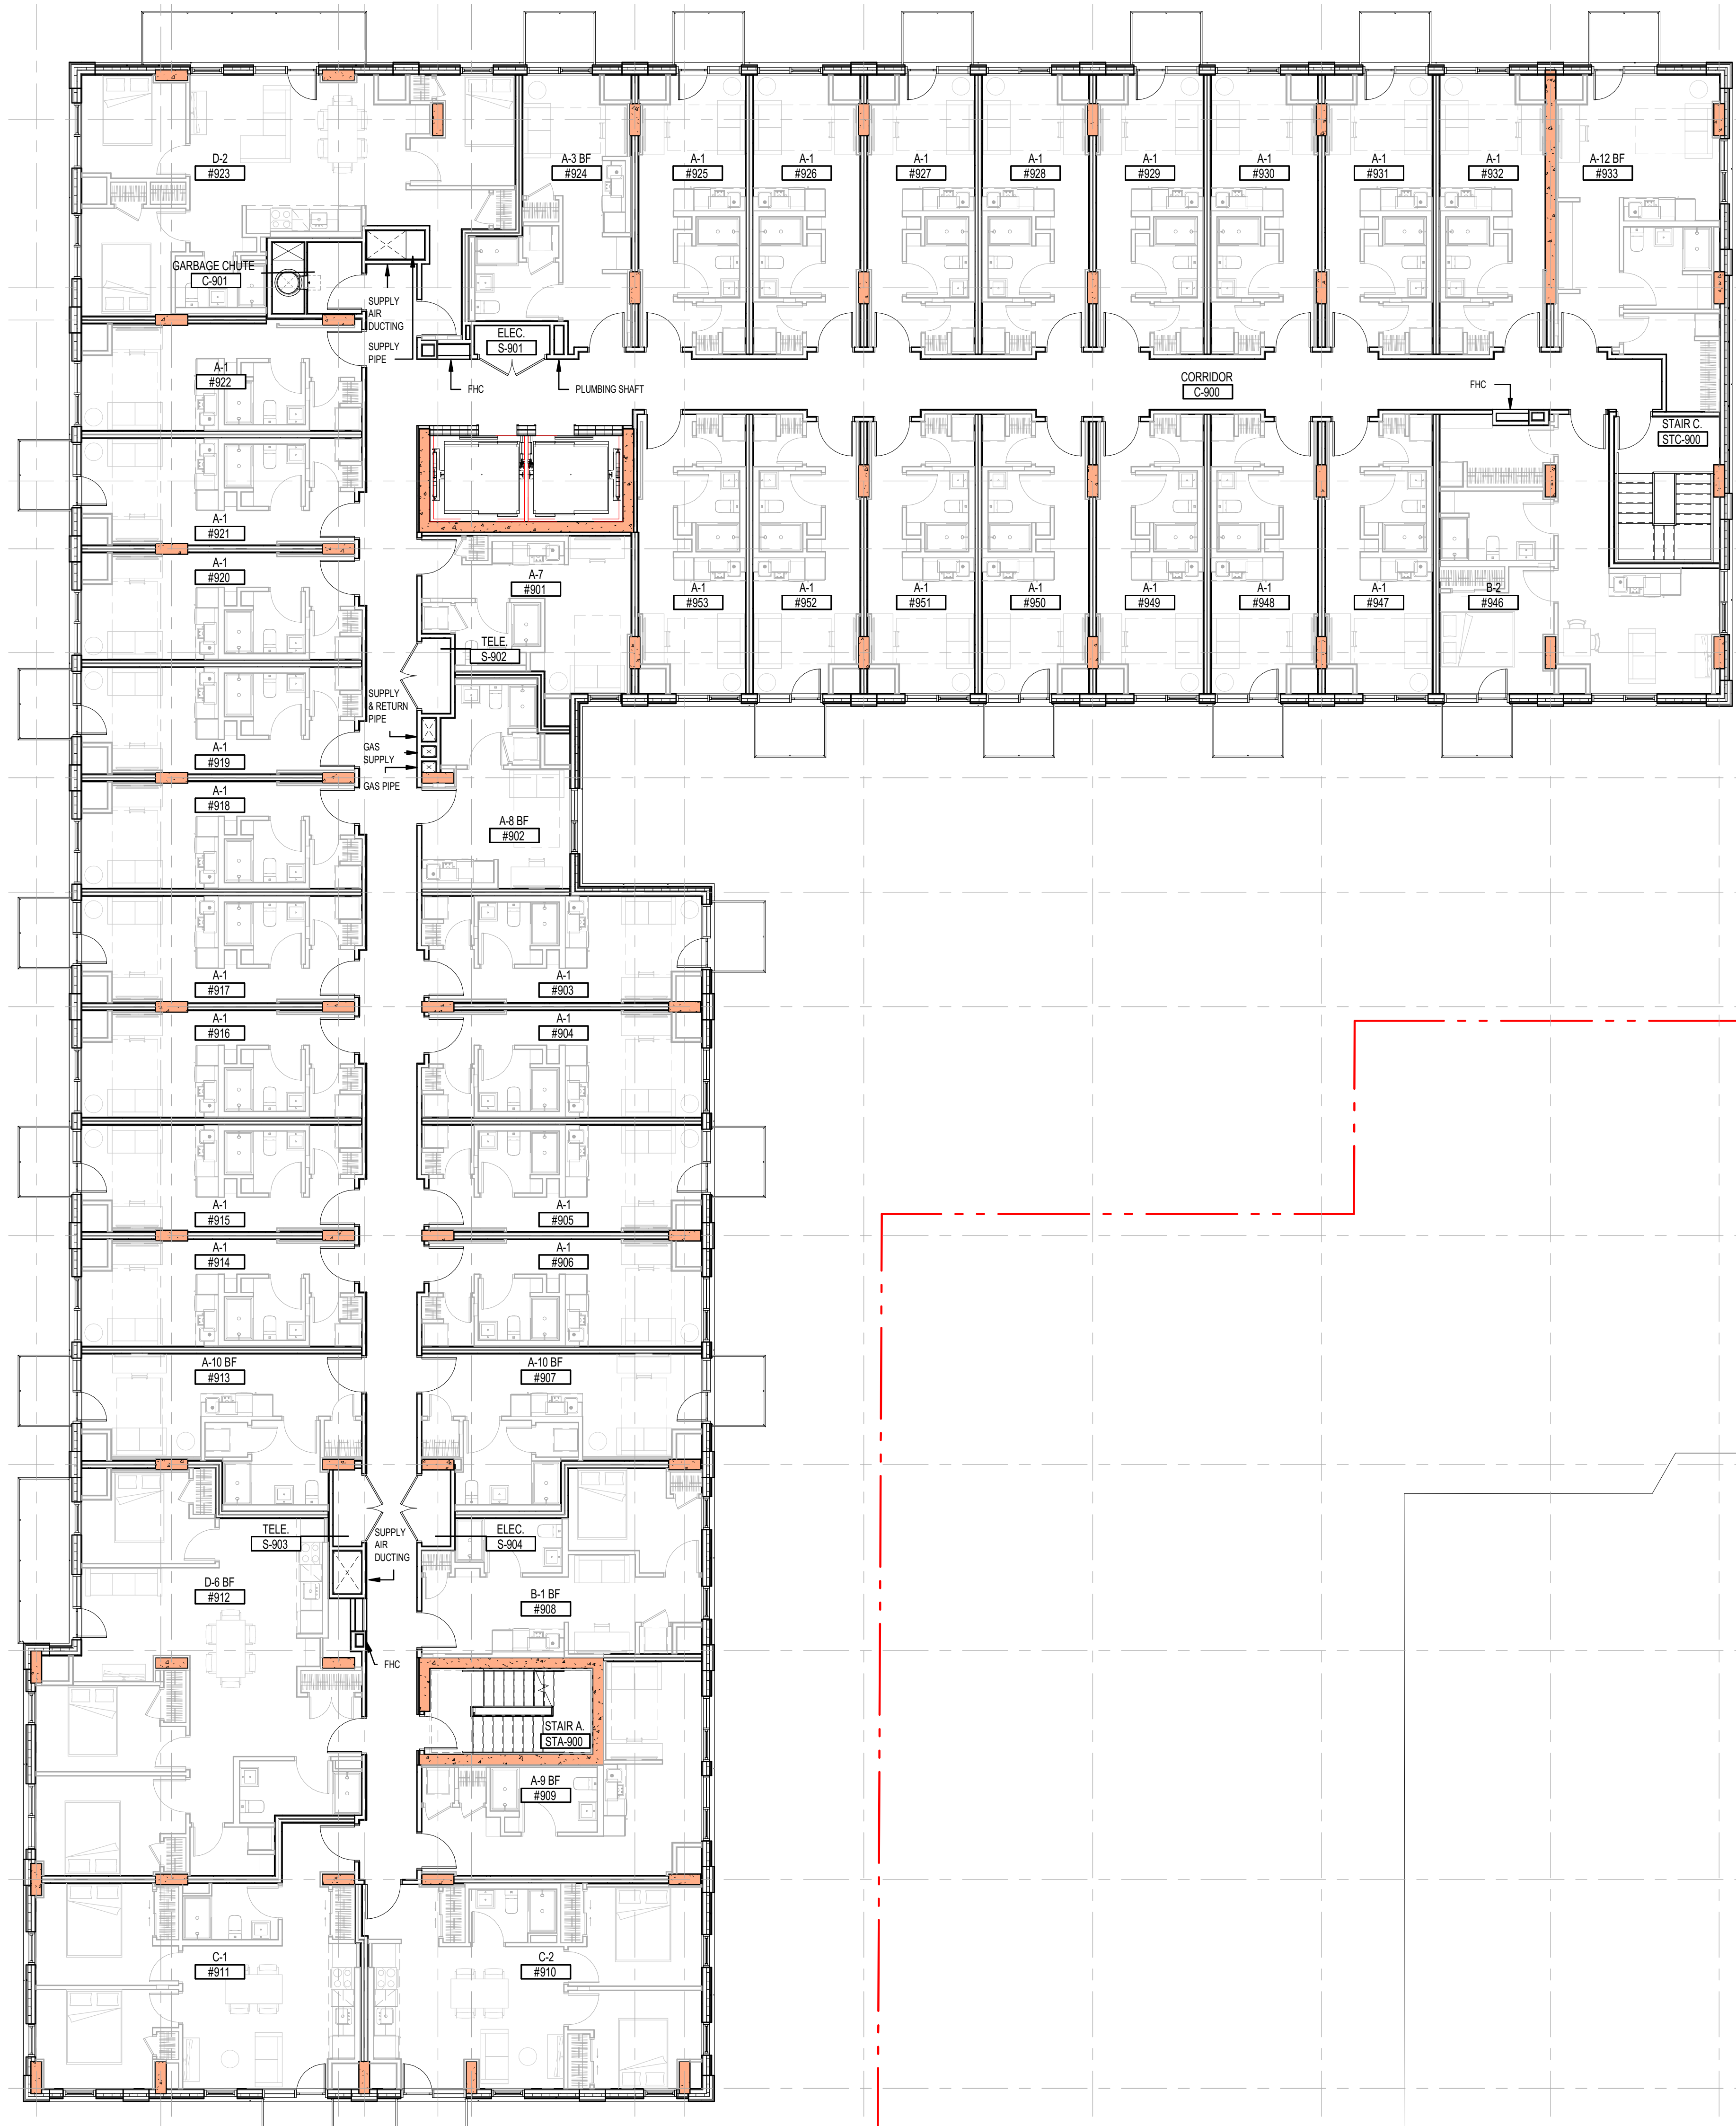 D-2
#923
A-3 BF
#924
A-1
#925
A-1
#926
A-1
#927
A-1
#928
A-1
#929
A-1
#930
A-1
#931
A-1
#932
A-12 BF
#933
GARBAGE CHUTE
C-901
SUPPLY
AIR
DUCTING
SUPPLY
PIPE
ELEC.
S-901
FHC
PLUMBING SHAFT
CORRIDOR
C-900
FHC
STAIR C.
STC-900
A-1
#922
A-1
#921
A-1
#920
A-7
#901
A-1
#953
A-1
#952
A-1
#951
A-1
#950
A-1
#949
A-1
#948
A-1
#947
B-2
#946
TELE.
S-902
SUPPLY
& RETURN
PIPE
GAS
SUPPLY
GAS PIPE
A-1
#919
A-1
#918
A-8 BF
#902
A-1
#917
A-1
#903
A-1
#916
A-1
#904
A-1
#915
A-1
#905
A-1
#914
A-1
#906
A-10 BF
#913
A-10 BF
#907
TELE.
S-903
SUPPLY
AIR
DUCTING
ELEC.
S-904
D-6 BF
#912
B-1 BF
#908
FHC
STAIR A.
STA-900
A-9 BF
#909
C-1
#911
C-2
#910